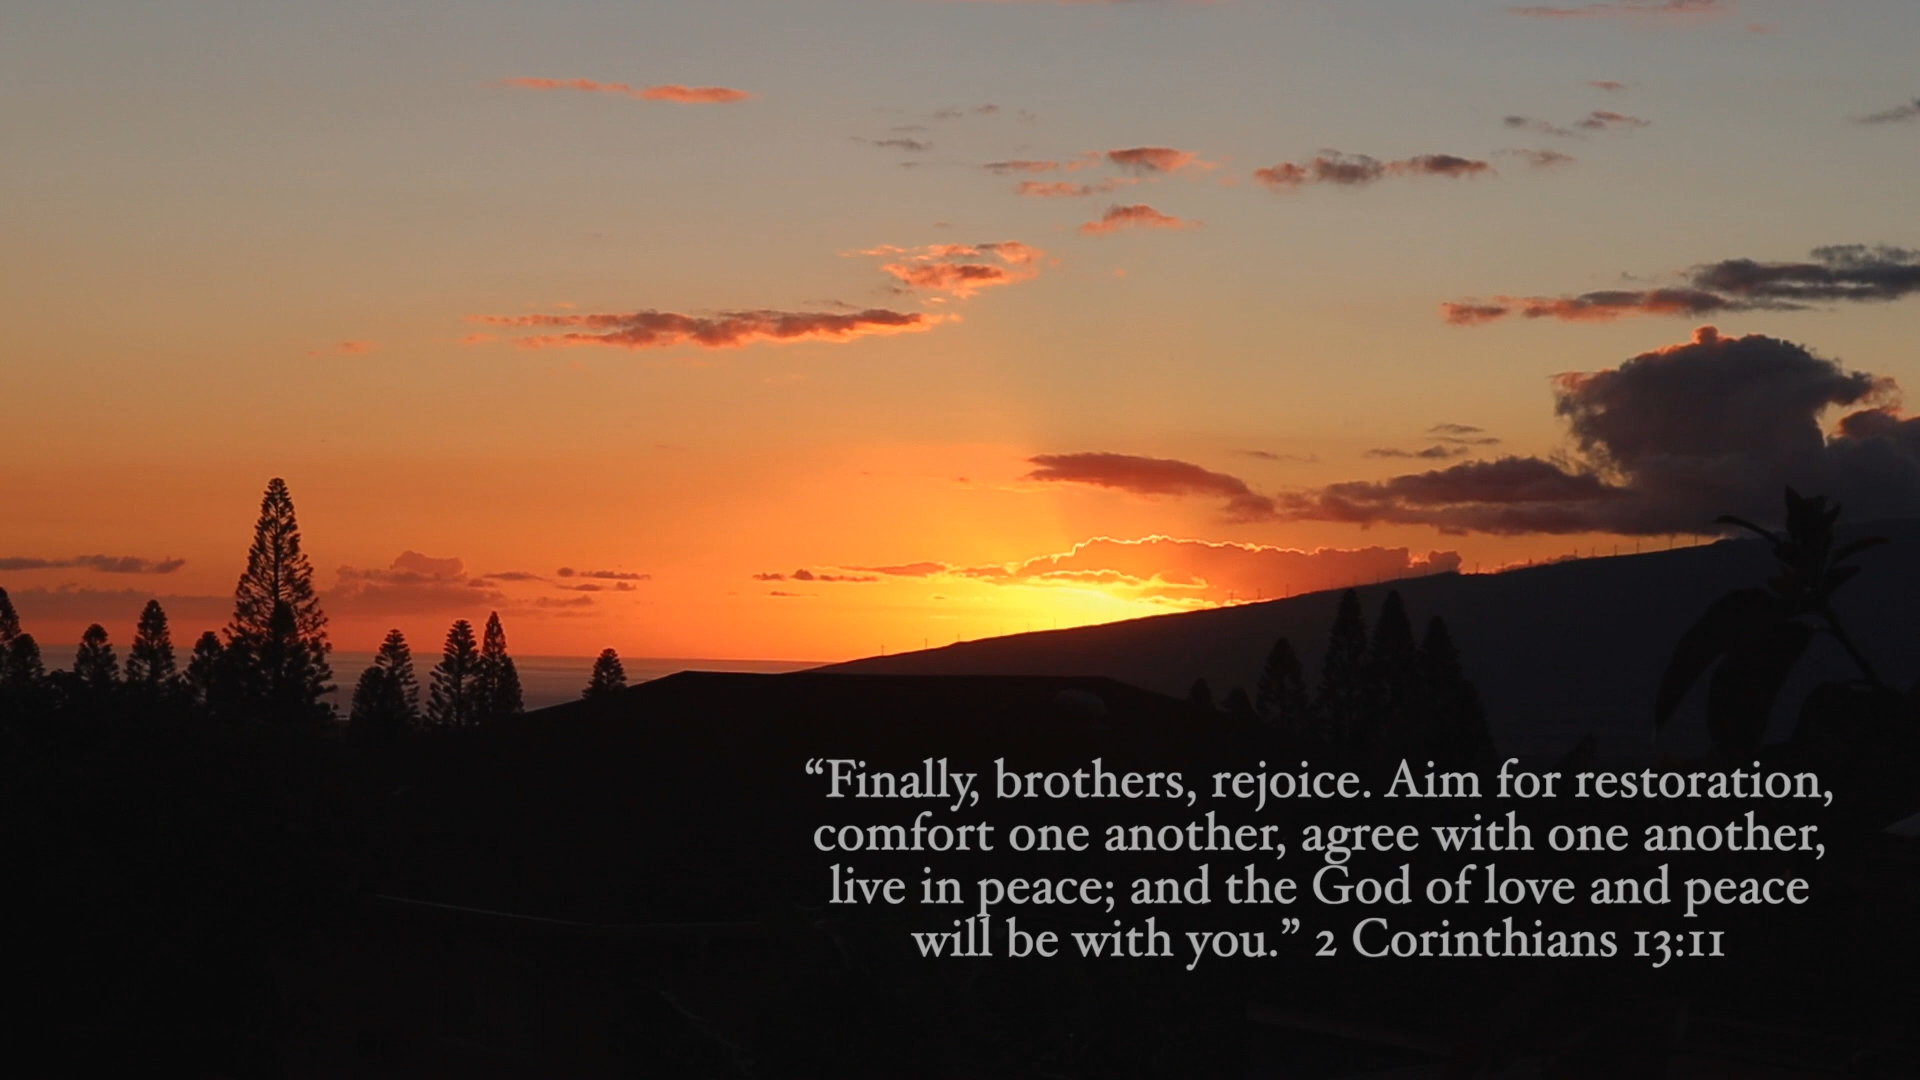 “Finally, brothers, rejoice. Aim for restoration,
comfort one another, agree with one another,
live in peace; and the God of love and peace
will be with you.” 2 Corinthians 13:11